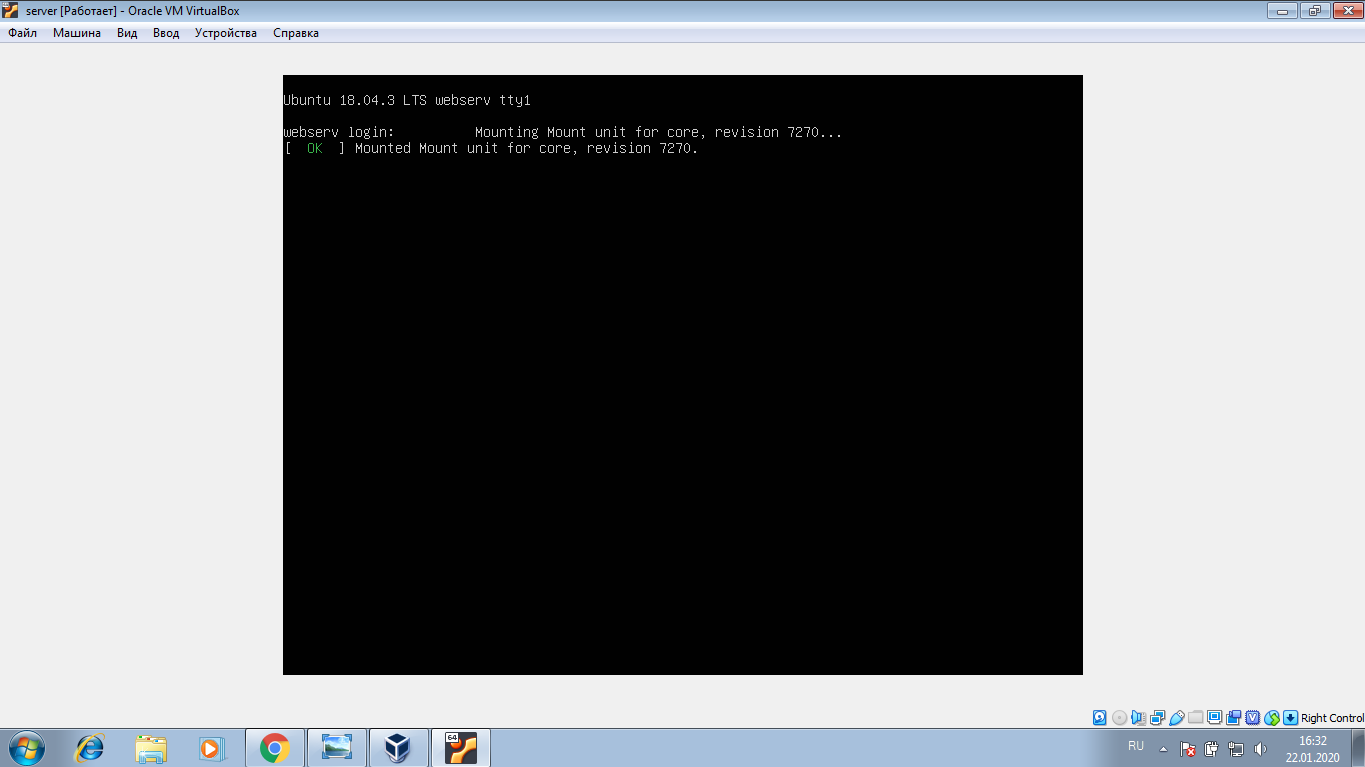 server [Работает] - Oracle VM VirtualBox
Файл Машина Вид Ввод Устройства Справка
Ubuntu 18.04.3 LTS webserv tty1
webserv login: Mounting Mount unit for core, revision 7270...
[ OK ] Mounted Mount unit for core, revision 7270.
Right Control
64
RU
16:32
22.01.2020